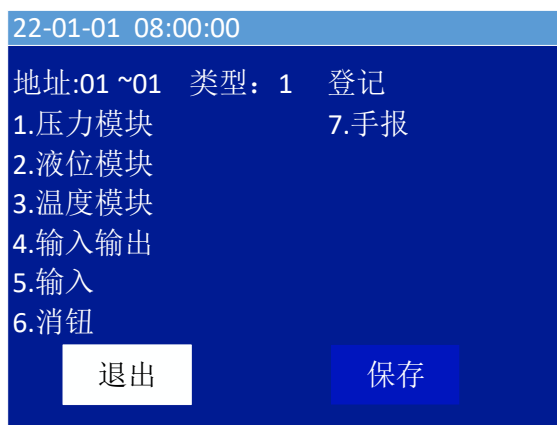 22-01-01 08:00:00
地址:01 ~01 类型：1 登记
1.压力模块 7.手报
2.液位模块
3.温度模块
4.输入输出
5.输入
6.消钮
退出 保存